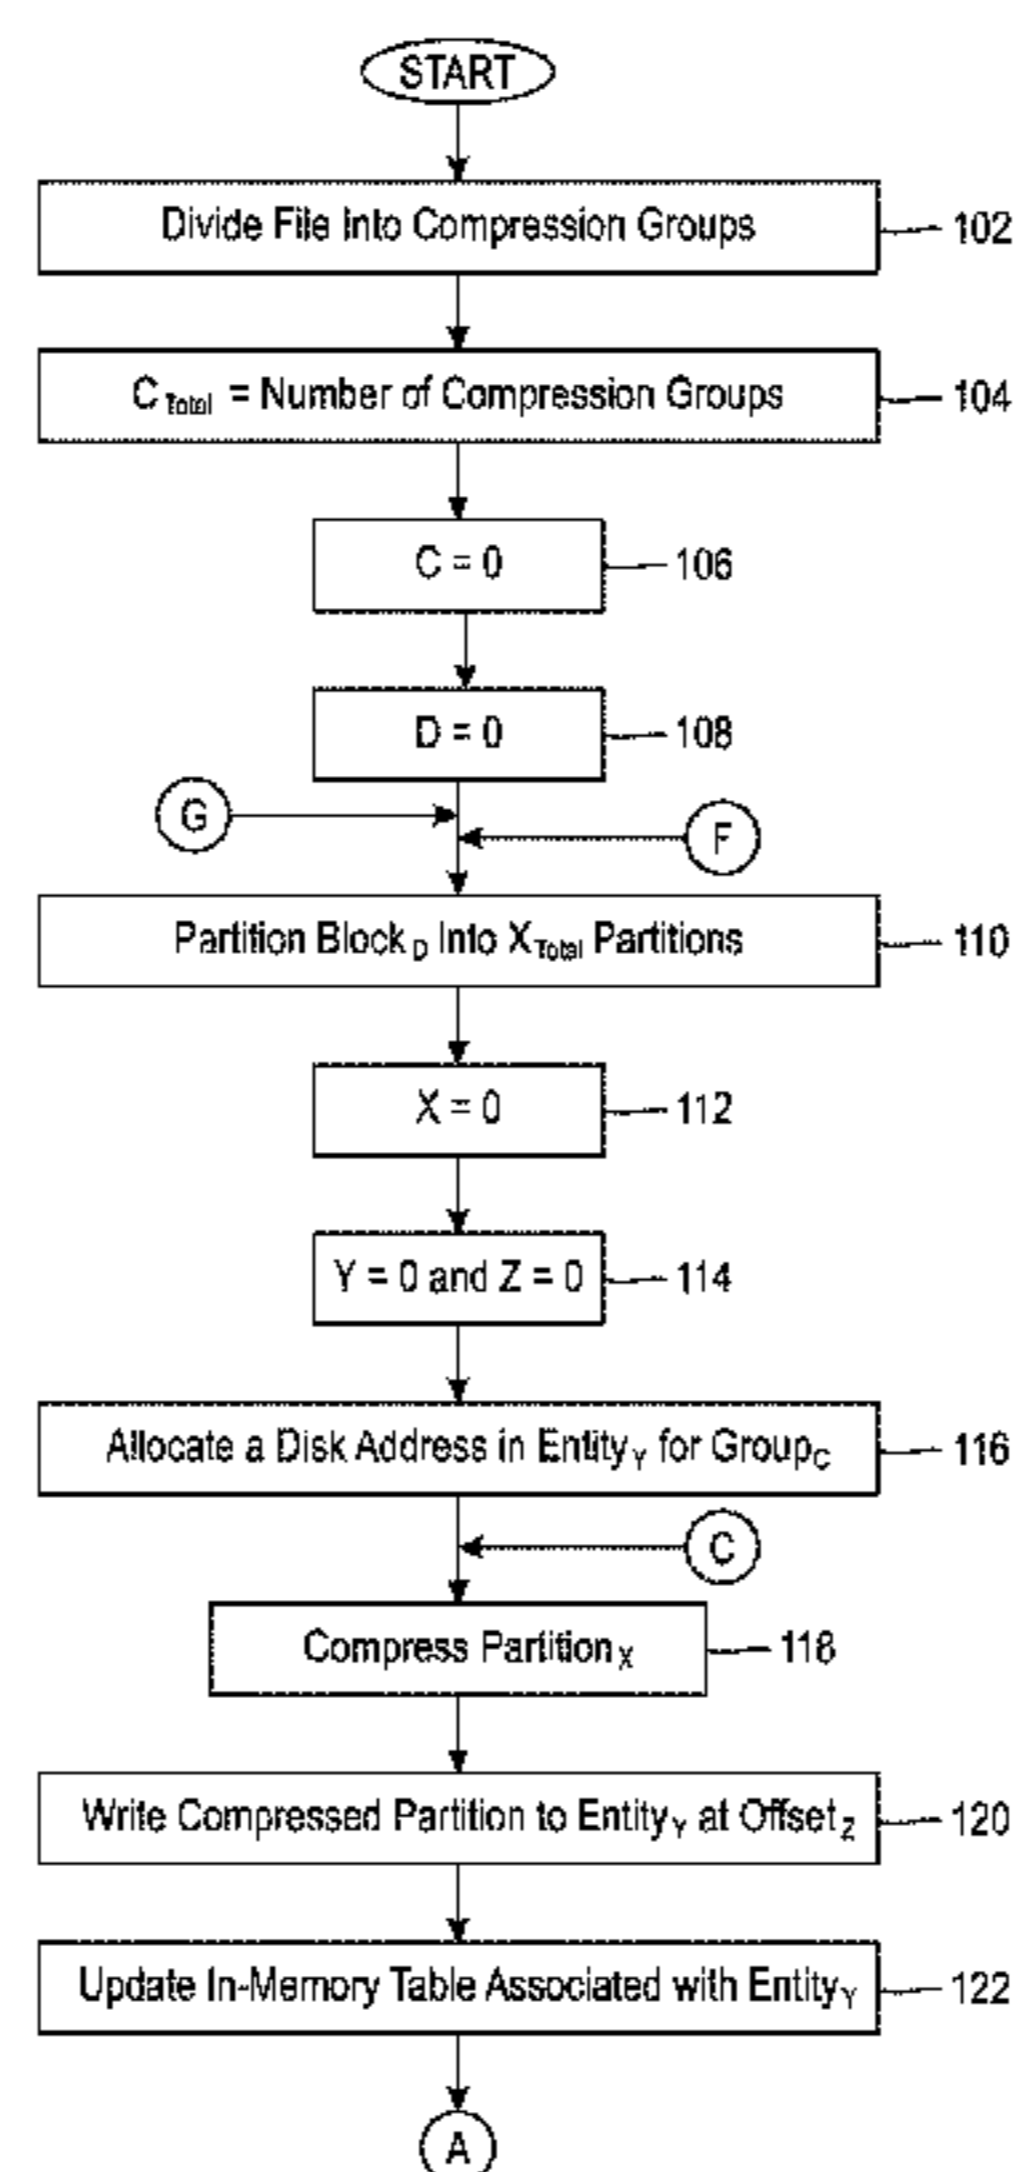 START
Divide File Into Compression Groups 102
C Total = Number of Compression Groups 104
C = 0 106
D = 0 108
G
F
Partition Block D Into X Total Partitions 110
X = 0 112
Y = 0 and Z = 0 114
Allocate a Disk Address in Entity Y for Group C 116
C
Compress Partition X 118
Write Compressed Partition to Entity Y at Offset Z 120
Update In-Memory Table Associated with Entity Y 122
A